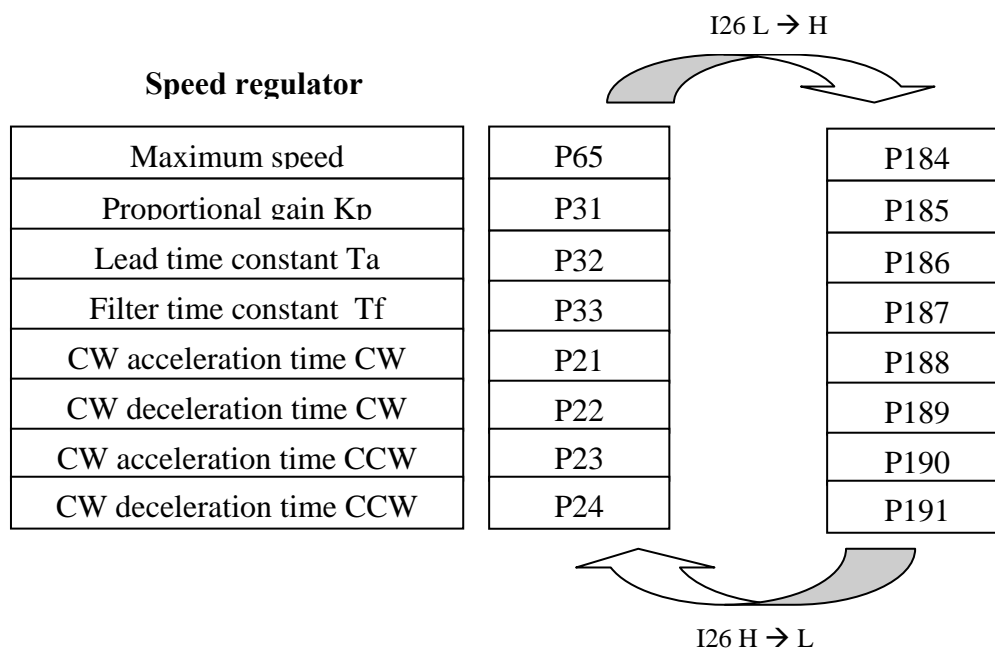 I26 L → H
Speed regulator
Maximum speed P65 P184
Proportional gain Kp P31 P185
Lead time constant Ta P32 P186
Filter time constant Tf P33 P187
CW acceleration time CW P21 P188
CW deceleration time CW P22 P189
CW acceleration time CCW P23 P190
CW deceleration time CCW P24 P191
I26 H → L